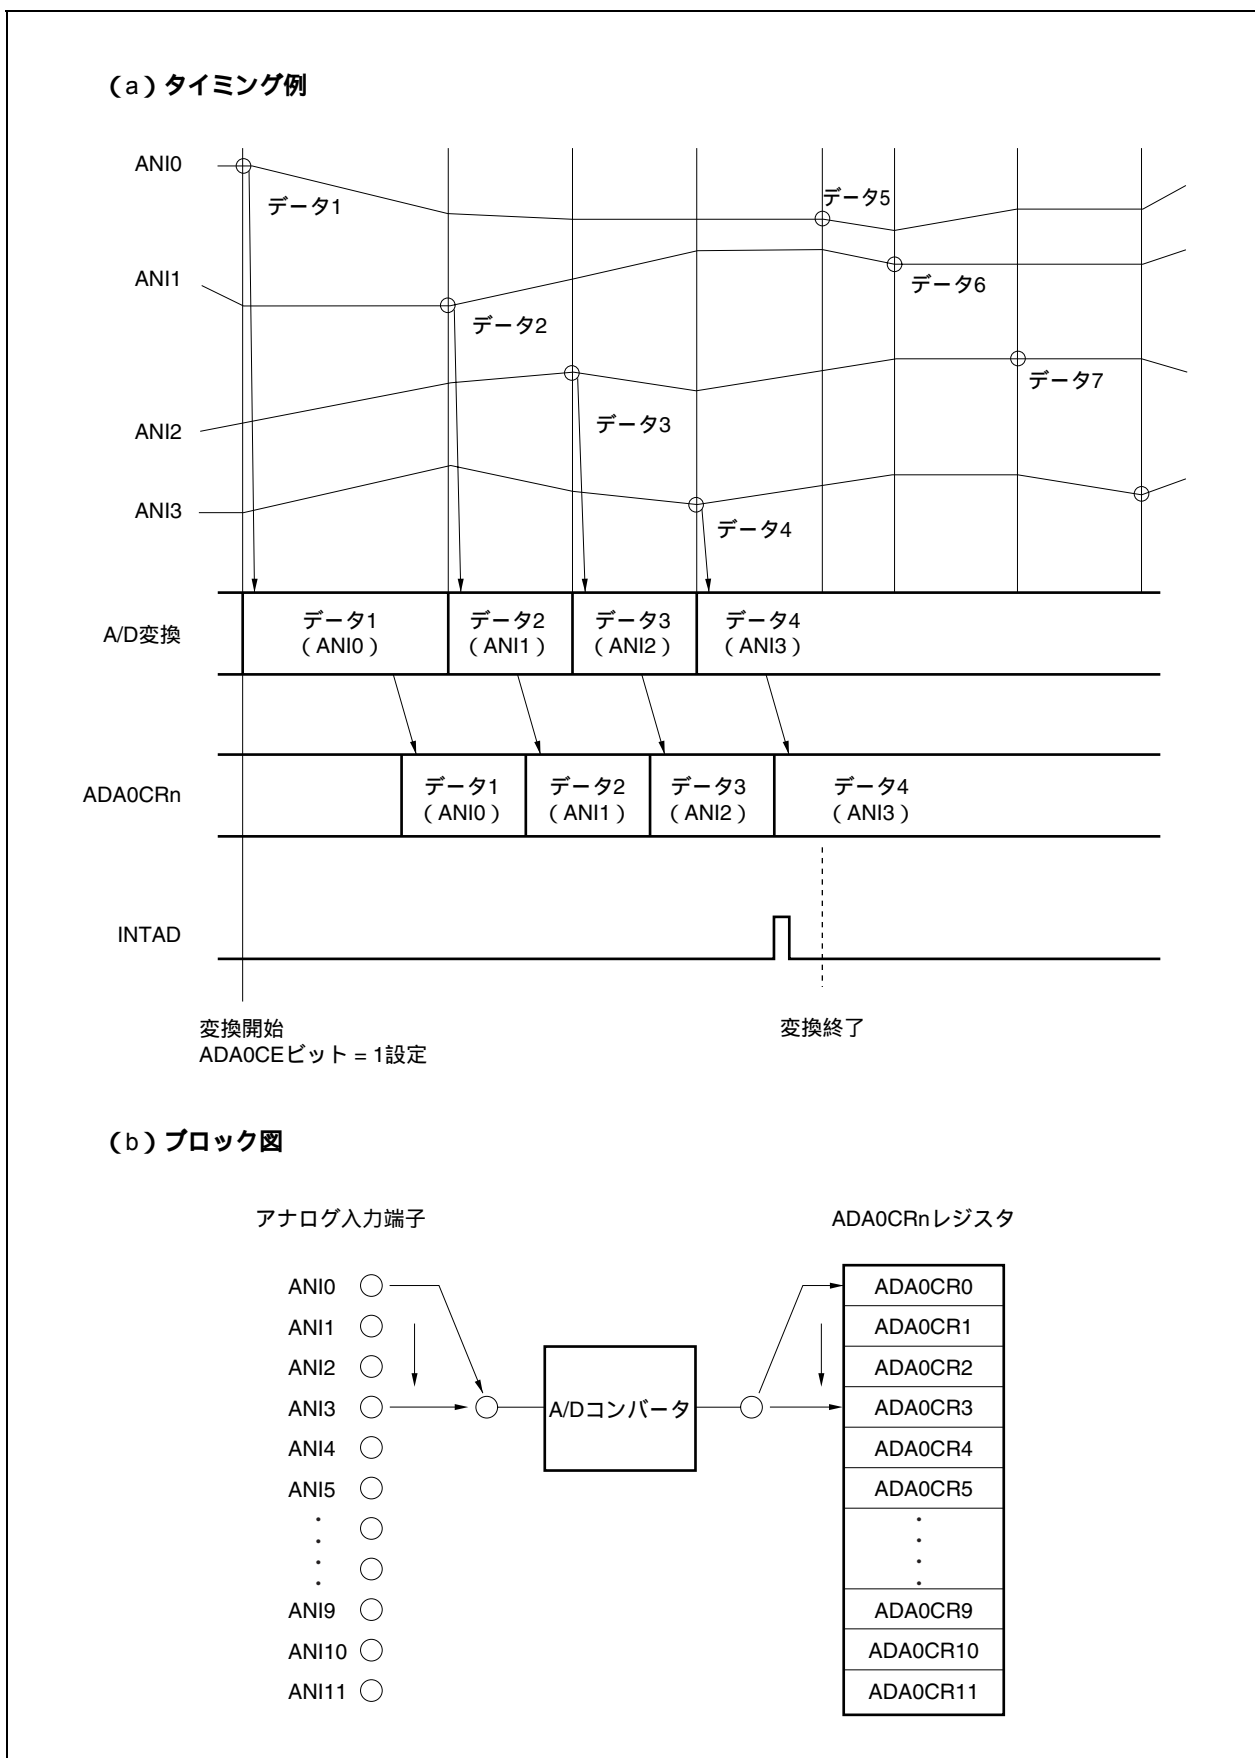 （a）タイミング例
ANI0
データ1
データ5
ANI1
データ2
データ6
データ7
ANI2
データ3
ANI3
データ4
A/D変換
データ1
（ANI0）
データ2
（ANI1）
データ3
（ANI2）
データ4
（ANI3）
ADA0CRn
データ1
（ANI0）
データ2
（ANI1）
データ3
（ANI2）
データ4
（ANI3）
INTAD
変換開始
ADA0CEビット = 1設定
変換終了
（b）ブロック図
アナログ入力端子
ADA0CRnレジスタ
ANI0
ANI1
ANI2
ANI3
ANI4
ANI5
ANI9
ANI10
ANI11
A/Dコンバータ
ADA0CR0
ADA0CR1
ADA0CR2
ADA0CR3
ADA0CR4
ADA0CR5
ADA0CR9
ADA0CR10
ADA0CR11